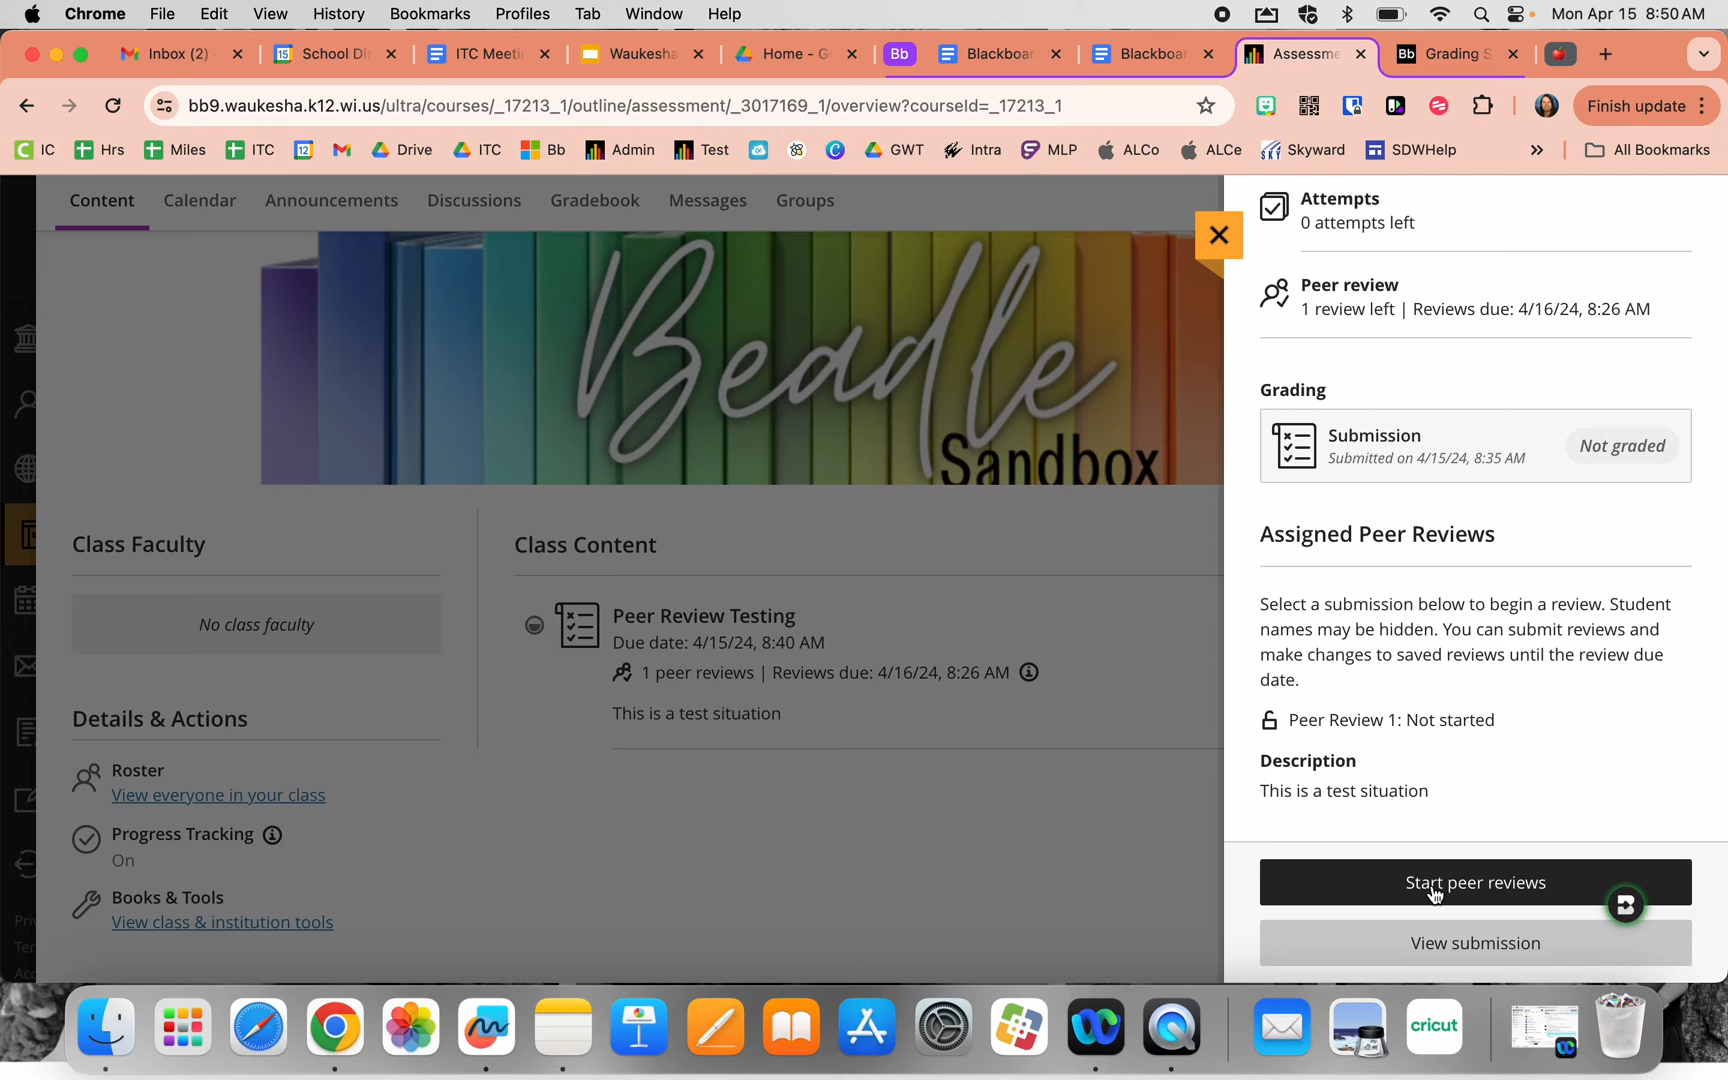 Chrome File Edit View History Bookmarks Profiles Tab Window Help Mon Apr 15 8:50 AM
Inbox (2) School Di ITC Meeti Waukesha Home - G Bb Blackboar Blackboar Assessme Bb Grading S
bb9.waukesha.k12.wi.us/ultra/courses/_17213_1/outline/assessment/_3017169_1/overview?courseId=_17213_1 Finish update
IC Hrs Miles ITC 12 Drive ITC Bb Admin Test GWT Intra MLP ALCo ALCe Skyward SDWHelp » All Bookmarks
Content Calendar Announcements Discussions Gradebook Messages Groups
Beadle
Sandbox
Class Faculty
No class faculty
Details & Actions
Roster
View everyone in your class
Progress Tracking
On
Books & Tools
View class & institution tools
Class Content
Peer Review Testing
Due date: 4/15/24, 8:40 AM
1 peer reviews | Reviews due: 4/16/24, 8:26 AM
This is a test situation
Attempts
0 attempts left
Peer review
1 review left | Reviews due: 4/16/24, 8:26 AM
Grading
Submission
Submitted on 4/15/24, 8:35 AM
Not graded
Assigned Peer Reviews
Select a submission below to begin a review. Student
names may be hidden. You can submit reviews and
make changes to saved reviews until the review due
date.
Peer Review 1: Not started
Description
This is a test situation
Start peer reviews
View submission
cricut